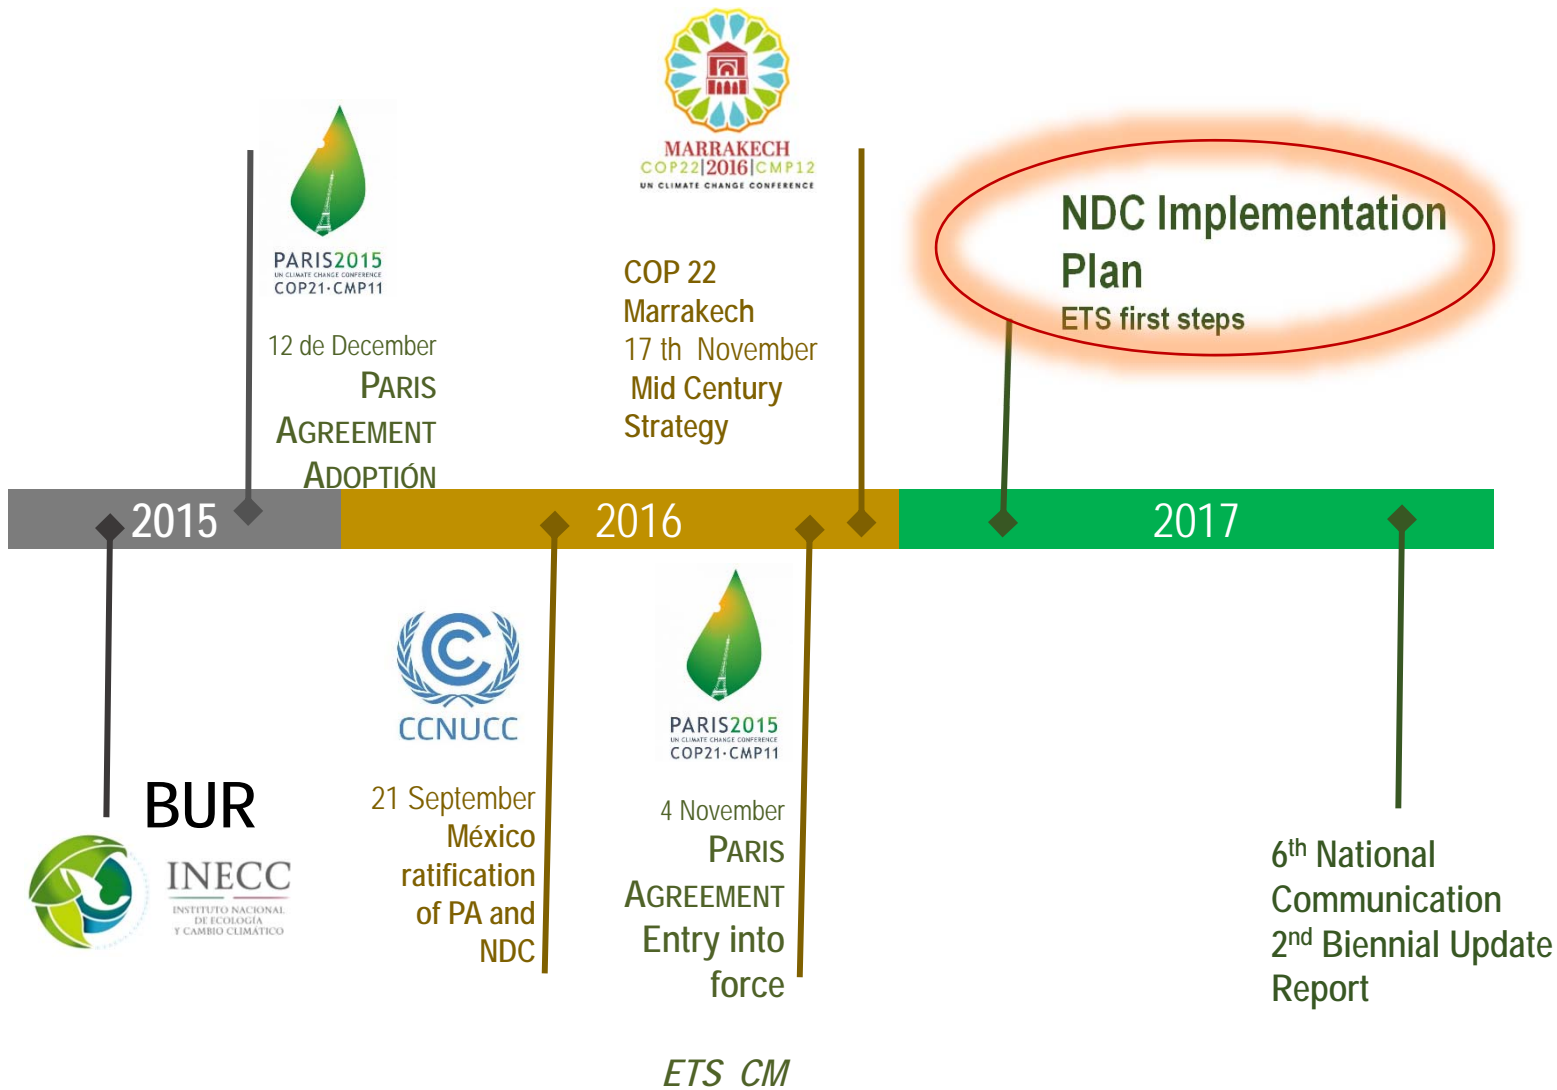 MARRAKECH
COP22|2016|CMP12
UN CLIMATE CHANGE CONFERENCE
PARIS2015
UN CLIMATE CHANGE CONFERENCE
COP21·CMP11
12 de December
PARIS
AGREEMENT
ADOPTIÓN
COP 22
Marrakech
17 th November
Mid Century
Strategy
NDC Implementation
Plan
ETS first steps
2015
2016
2017
BUR
INECC
INSTITUTO NACIONAL
DE ECOLOGÍA
Y CAMBIO CLIMÁTICO
CCNUCC
21 September
México
ratification
of PA and
NDC
PARIS2015
UN CLIMATE CHANGE CONFERENCE
COP21·CMP11
4 November
PARIS
AGREEMENT
Entry into
force
6th National
Communication
2nd Biennial Update
Report
ETS CM